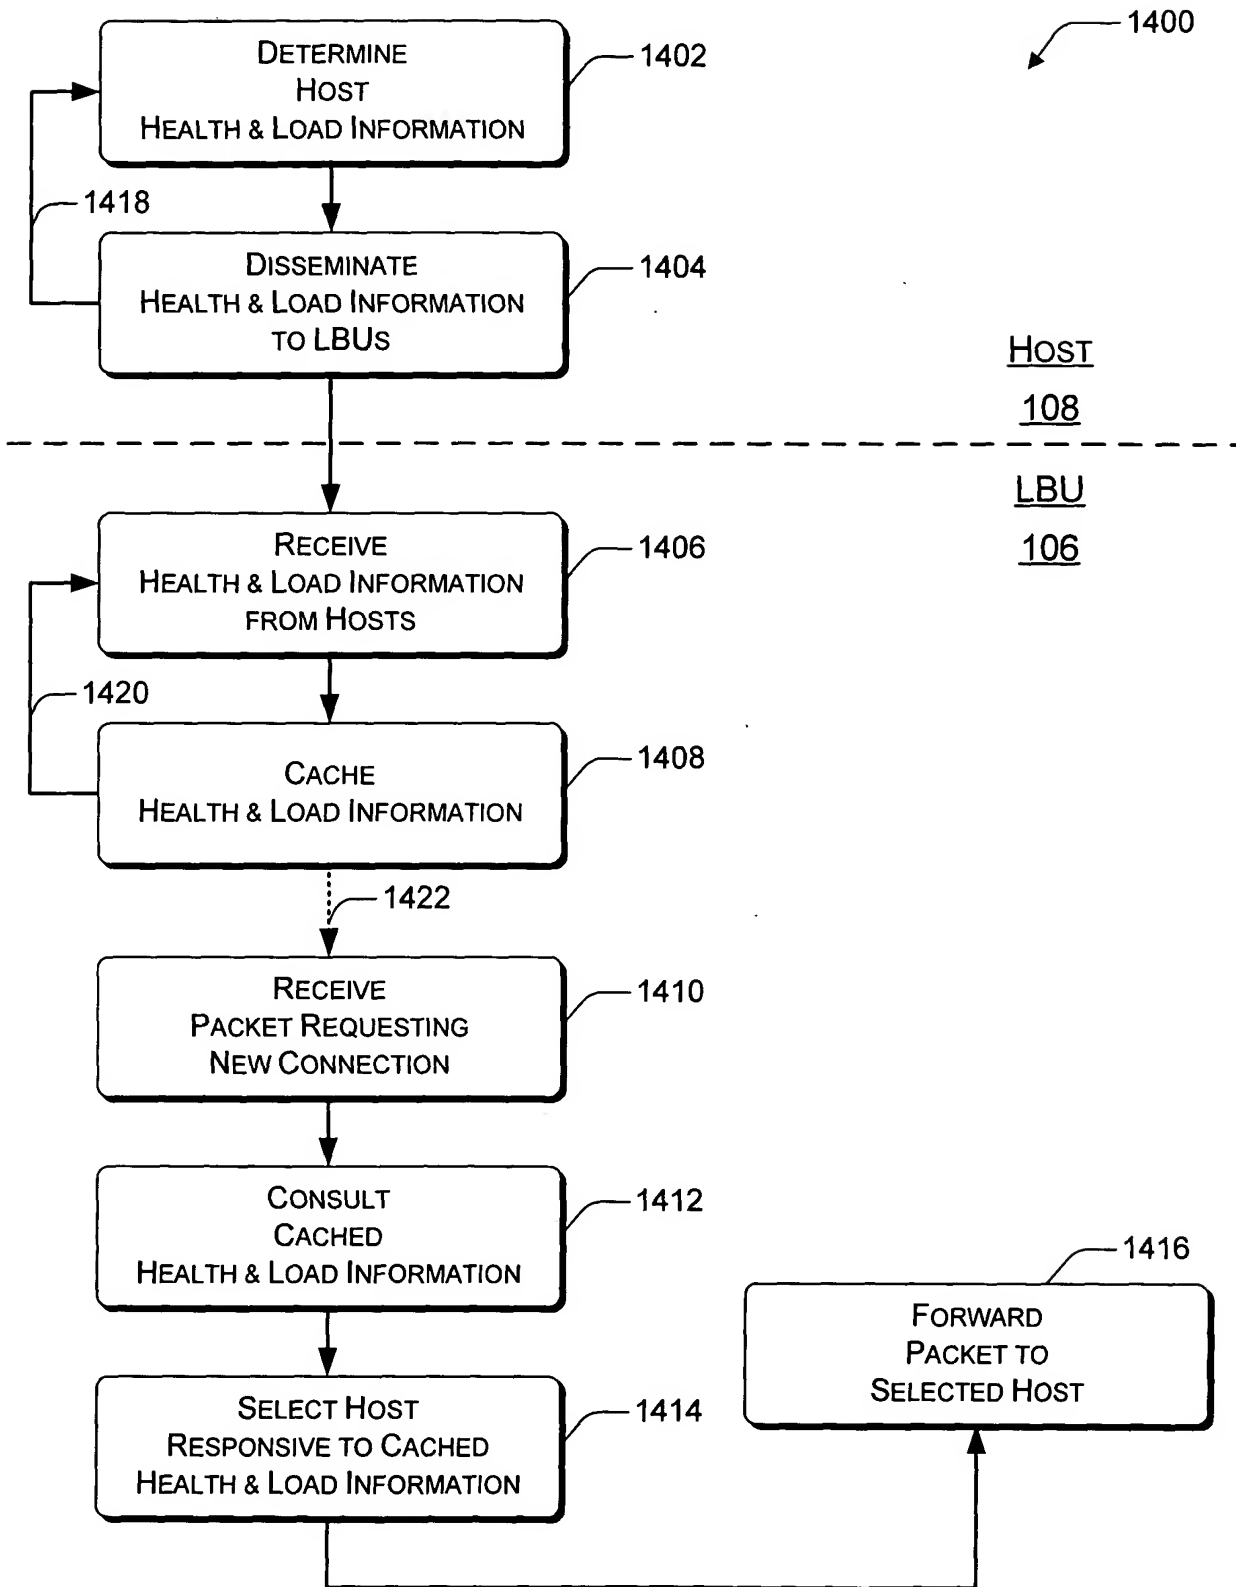 1400
DETERMINE
HOST
HEALTH & LOAD INFORMATION
1402
1418
DISSEMINATE
HEALTH & LOAD INFORMATION
TO LBUS
1404
HOST
108
LBU
106
RECEIVE
HEALTH & LOAD INFORMATION
FROM HOSTS
1406
1420
CACHE
HEALTH & LOAD INFORMATION
1408
1422
RECEIVE
PACKET REQUESTING
NEW CONNECTION
1410
CONSULT
CACHED
HEALTH & LOAD INFORMATION
1412
SELECT HOST
RESPONSIVE TO CACHED
HEALTH & LOAD INFORMATION
1414
1416
FORWARD
PACKET TO
SELECTED HOST